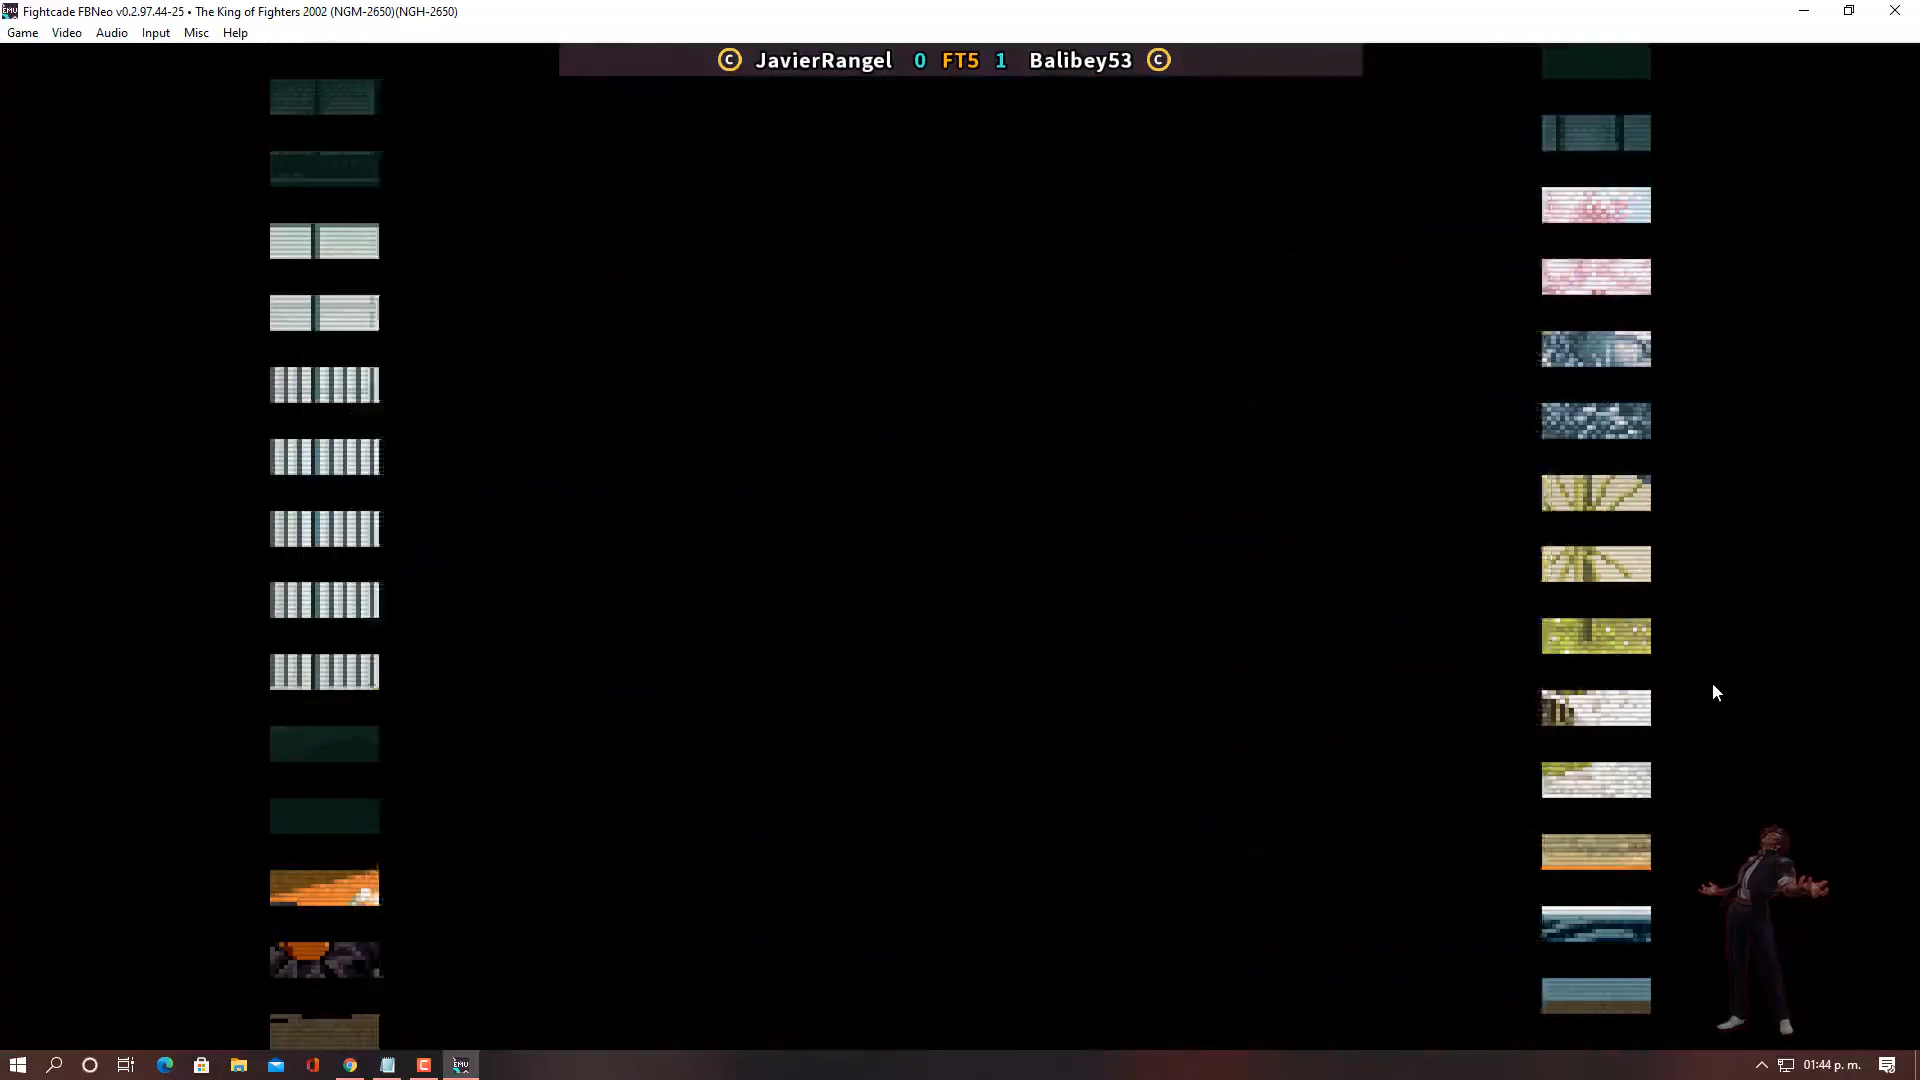 Fightcade FBNeo v0.2.97.44-25 • The King of Fighters 2002 (NGM-2650)(NGH-2650)
Game Video Audio Input Misc Help
C JavierRangel 0 FT5 1 Balibey53 C
EMU
01:44 p. m.